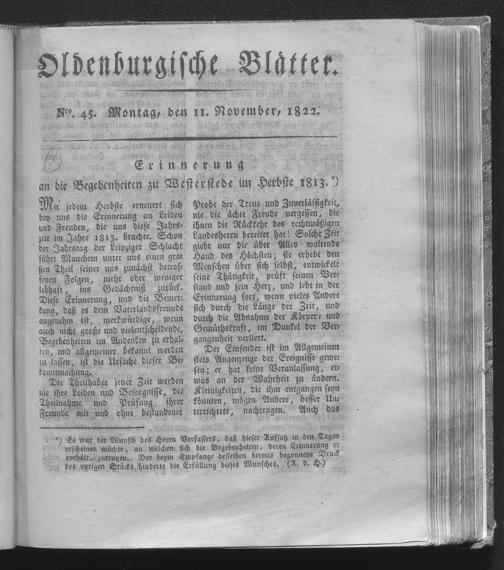 Oldenburgische Blätter.
Nro. 45. Montag, den 11. November, 1822.
Erinnerung
an die Begebenheiten zu Westerstede im Herbste 1813.*)
Mit jedem Herbste erneuert sich
bey uns die Erinnerung an Leiden
und Freuden, die uns diese Jahrs-
zeit im Jahre 1813. brachte. Schon
der Jahrstag der Leipziger Schlacht
führt Manchem unter uns einen gros-
sen Theil seiner uns zunächst betrof-
fenen Folgen, mehr oder weniger
lebhaft, ins Gedächtniß zurück.
Diese Erinnerung, und die Bemer-
kung, daß es dem Vaterlandsfreunde
angenehm ist, merkwürdige, wenn
auch nicht große und vielentscheidende,
Begebenheiten im Andenken zu erhal-
ten, und allgemeiner bekannt werden
zu lassen, ist die Ursache dieser Be-
kanntmachung.
Die Theilhaber jener Zeit werden
nie ihre Leiden und Besorgnisse, die
Theilnahme und Prüfung ihrer
Freunde mit und ohne bestandener
Probe der Treue und Zuverlässigkeit,
nie die ächte Freude vergessen, die
ihnen die Rückkehr des rechtmäßigen
Landesherrn bereitet hat! Solche Zeit
giebt nur die über Alles waltende
Hand des Höchsten; sie erhebt den
Menschen über sich selbst, entwickelt
seine Thätigkeit, prüft seinen Ver-
stand und sein Herz, und lebt in der
Erinnerung fort, wenn vieles Andere
sich durch die Länge der Zeit, und
durch die Abnahme der Körper- und
Gemüthskraft, im Dunkel der Ver-
gangenheit verliert.
Der Einsender ist im Allgemeinen
stets Augenzeuge der Ereignisse gewe-
sen; er hat keine Veranlassung, et-
was an der Wahrheit zu ändern.
Kleinigkeiten, die ihm entgangen seyn
könnten, mögen Andere, besser Un-
terrichtete, nachtragen. Auch das
*) Es war der Wunsch des Herrn Verfassers, daß dieser Aufsatz in den Tagen
erscheinen möchte, an welchen sich die Begebenheiten, deren Erinnerung er
enthält, zutrugen. Der beym Empfange desselben bereits begonnene Druck
des vorigen Stücks hinderte die Erfüllung dieses Wunsches. (A. d. H.)